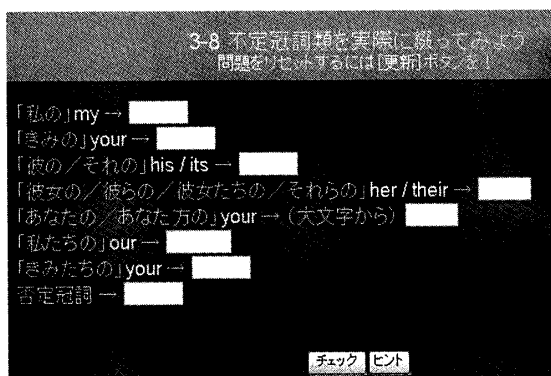 3-8 不定冠詞類を実際に綴ってみよう
問題をリセットするには[更新]ボタンを!
「私の」my →
「きみの」your →
「彼の/それの」his / its →
「彼女の/彼らの/彼女たちの/それらの」her / their →
「あなたの/あなた方の」your →(大文字から)
「私たちの」our →
「きみたちの」your →
否定冠詞 →
チェック ヒント